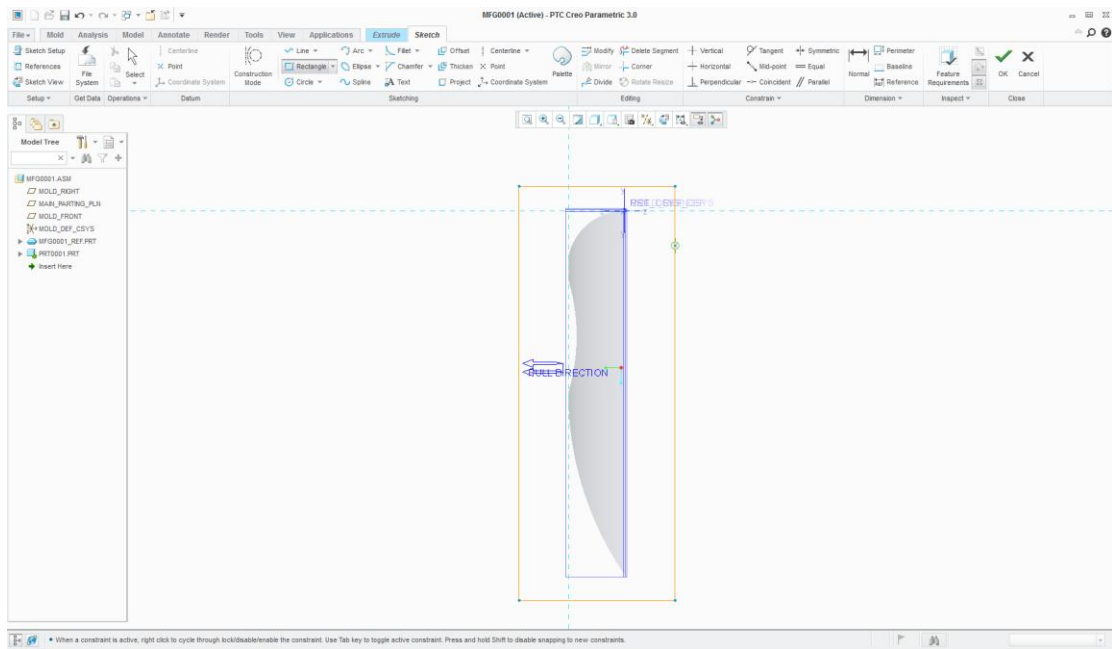 MFG0001 (Active) - PTC Creo Parametric 3.0
File Mold Analysis Model Annotate Render Tools View Applications Extrude Sketch
Sketch Setup
References
Sketch View
Setup
File System
Get Data
Select
Operations
Centerline
Point
Coordinate System
Datum
Construction Mode
Line Arc Fillet Offset Centerline
Rectangle Ellipse Chamfer Thicken Point
Circle Spline Text Project Coordinate System
Palette
Sketching
Modify Delete Segment
Mirror Corner
Divide Rotate Resize
Editing
Vertical Tangent Symmetric
Horizontal Mid-point Equal
Perpendicular Coincident Parallel
Constrain
Normal
Perimeter
Baseline
Reference
Dimension
Feature Requirements
Inspect
OK Cancel
Close
Model Tree
MFG0001.ASM
MOLD_RIGHT
MAIN_PARTING_PLN
MOLD_FRONT
MOLD_DEF_CSYS
MFG0001_REF.PRT
PRT0001.PRT
Insert Here
PULL DIRECTION
When a constraint is active, right click to cycle through lock/disable/enable the constraint. Use Tab key to toggle active constraint. Press and hold Shift to disable snapping to new constraints.